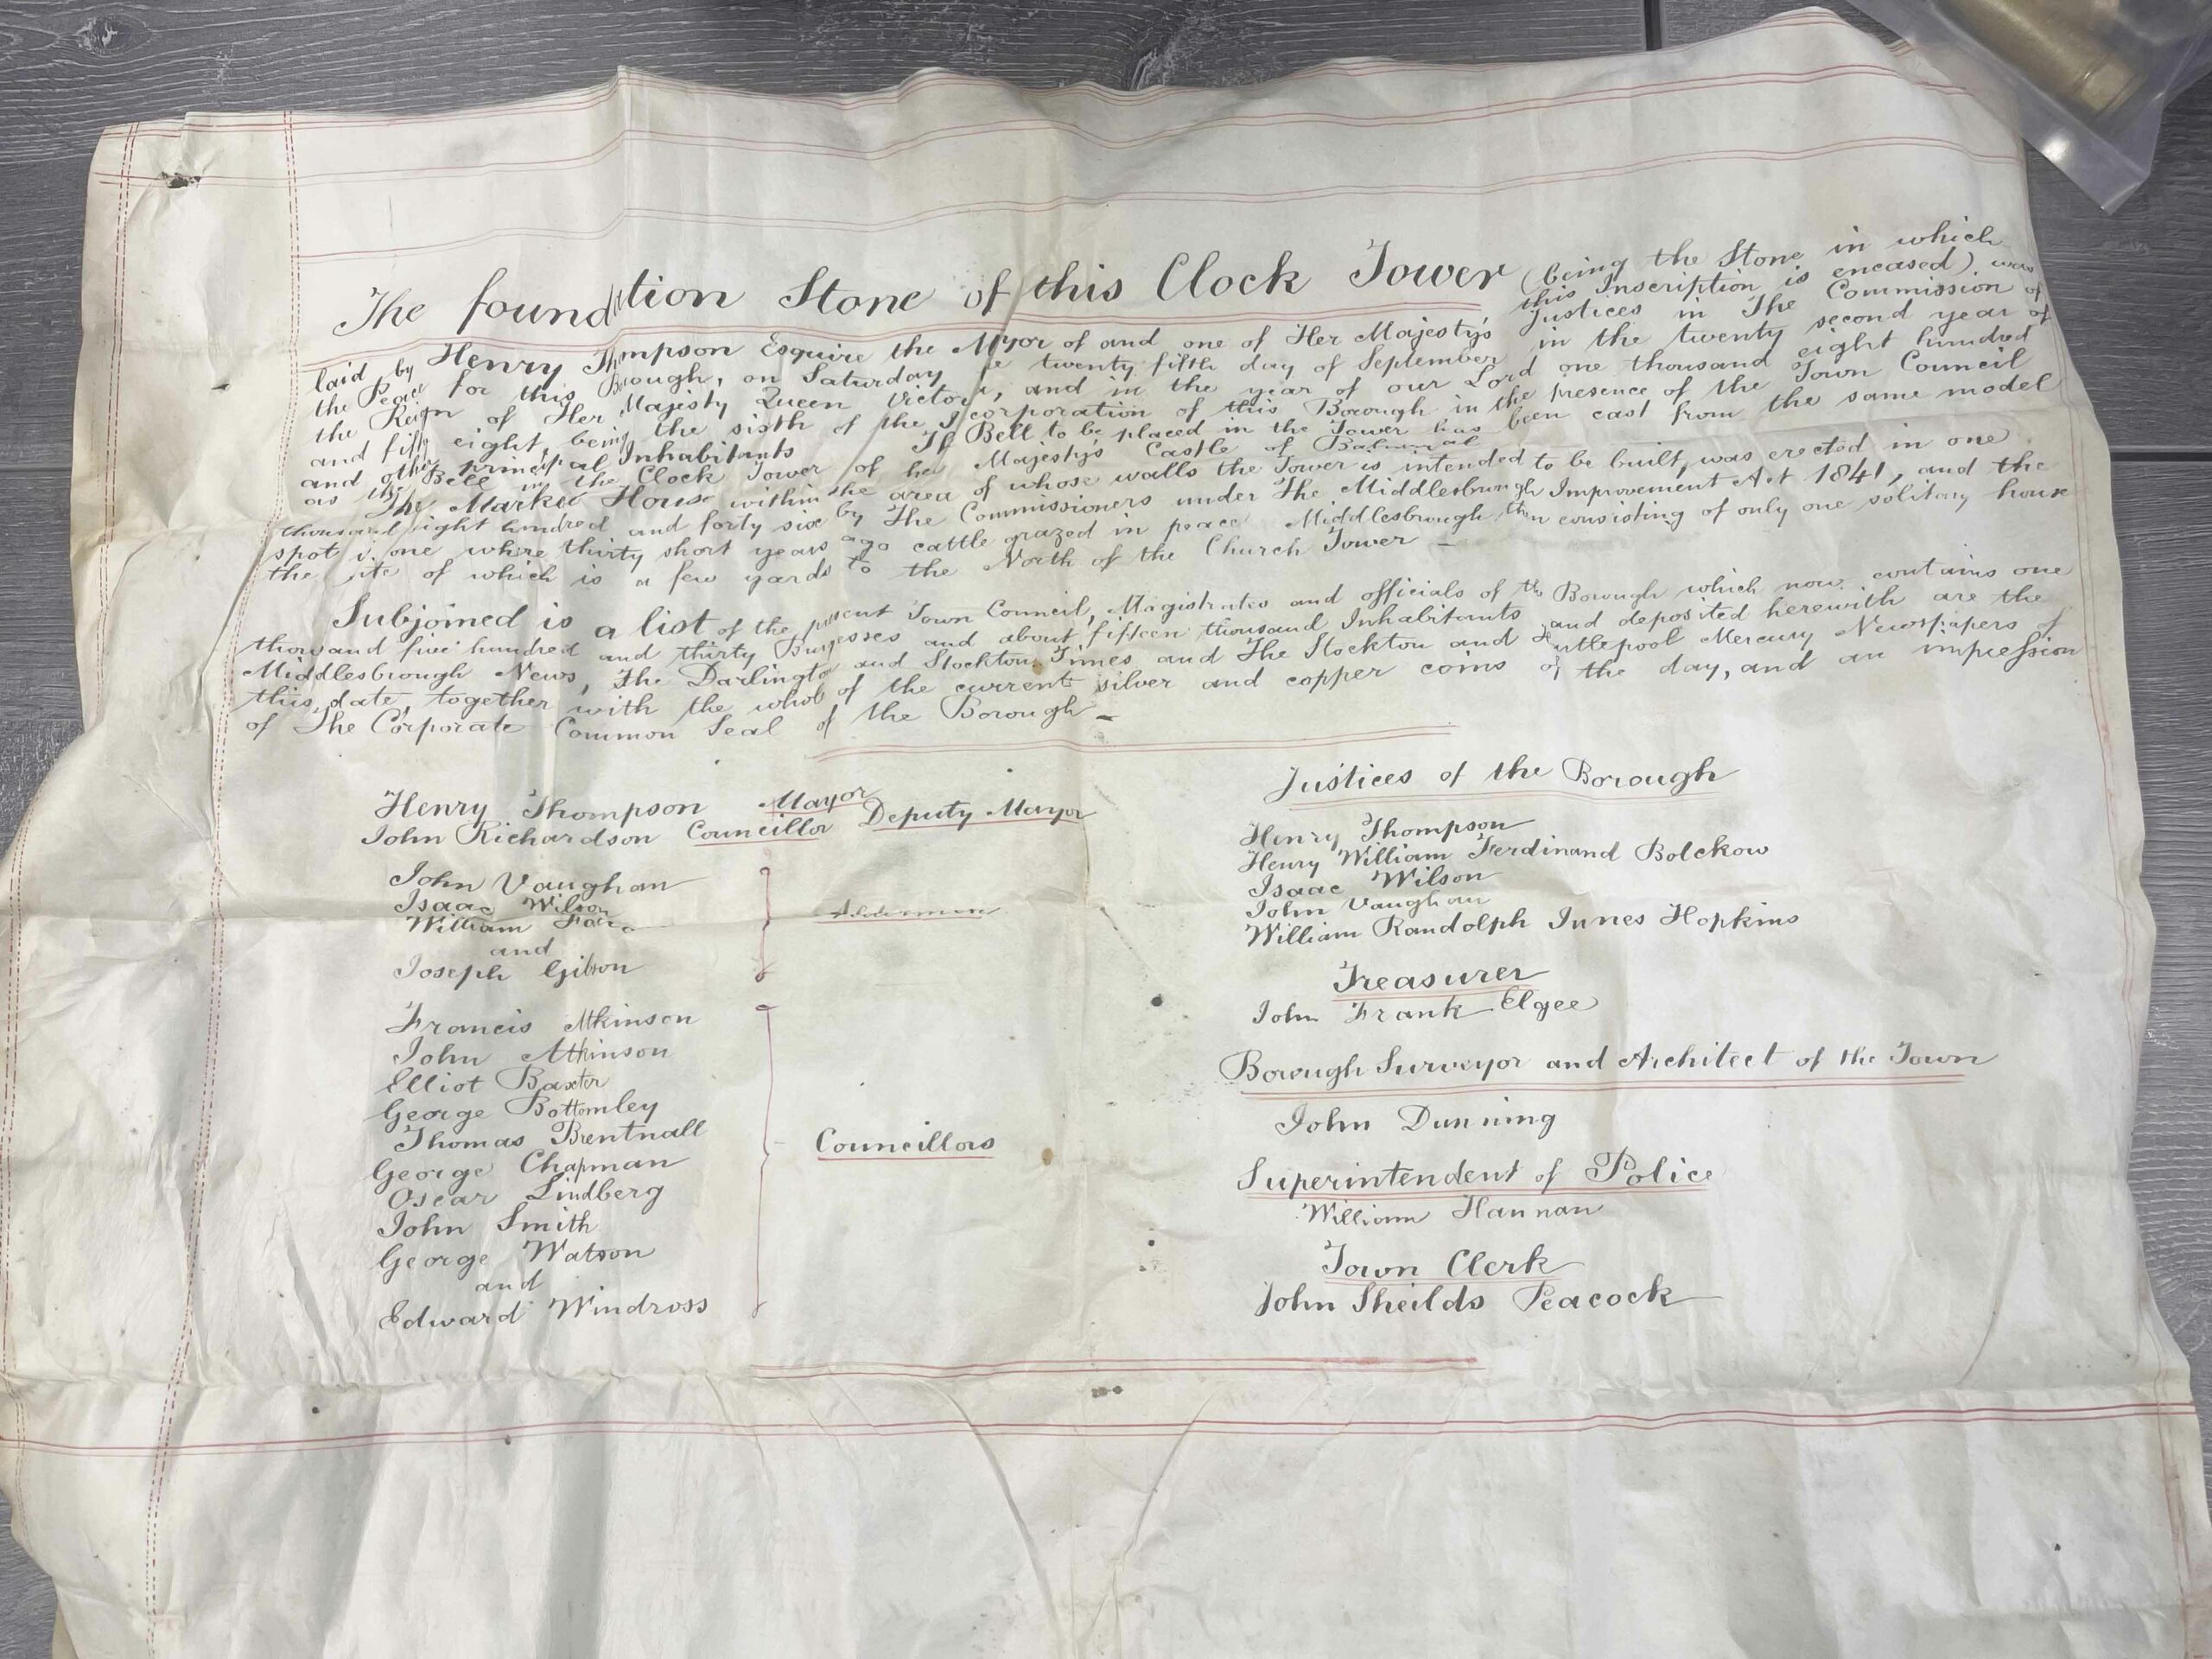 The foundation Stone of this Clock Tower (being the Stone in which
this Inscription is encased) was
laid by Henry Thompson Esquire the Mayor of and one of Her Majesty's Justices in The Commission of
the Peace for this Borough, on Saturday the twenty fifth day of September in the twenty second year of
the Reign of Her Majesty Queen Victoria, and in the year of our Lord one thousand eight hundred
and fifty eight, being the sixth of the Incorporation of this Borough in the presence of the Town Council
and other principal Inhabitants The Bell to be placed in the Tower has been cast from the same model
as the Bell in the Clock Tower of her Majesty's Castle of Balmoral
The Market House within the area of whose walls the Tower is intended to be built, was erected in one
thousand eight hundred and forty six by The Commissioners under The Middlesbrough Improvement Act 1841, and the
spot is one where thirty short years ago cattle grazed in peace Middlesbrough then consisting of only one solitary house
the site of which is a few yards to the North of the Church Tower —
Subjoined is a list of the present Town Council, Magistrates and officials of the Borough which now contains one
thousand five hundred and thirty Burgesses and about fifteen thousand Inhabitants and deposited herewith are the
Middlesbrough News, The Darlington and Stockton Times and The Stockton and Hartlepool Mercury Newspapers of
this date, together with the whole of the current silver and copper coins of the day, and an impression
of The Corporate Common Seal of the Borough —
Henry Thompson Mayor
John Richardson Councillor Deputy Mayor
John Vaughan
Isaac Wilson
William
and
Joseph Gibson
Aldermen
Francis Atkinson
John Atkinson
Elliot Baxter
George Bottomley
Thomas Brentnall
George Chapman
Oscar Lindberg
John Smith
George Watson
and
Edward Windross
Councillors
Justices of the Borough
Henry Thompson
Henry William Ferdinand Bolckow
Isaac Wilson
John Vaughan
William Randolph Innes Hopkins
Treasurer
John Frank Elgee
Borough Surveyor and Architect of the Town
John Dunning
Superintendent of Police
William Hannan
Town Clerk
John Sheilds Peacock